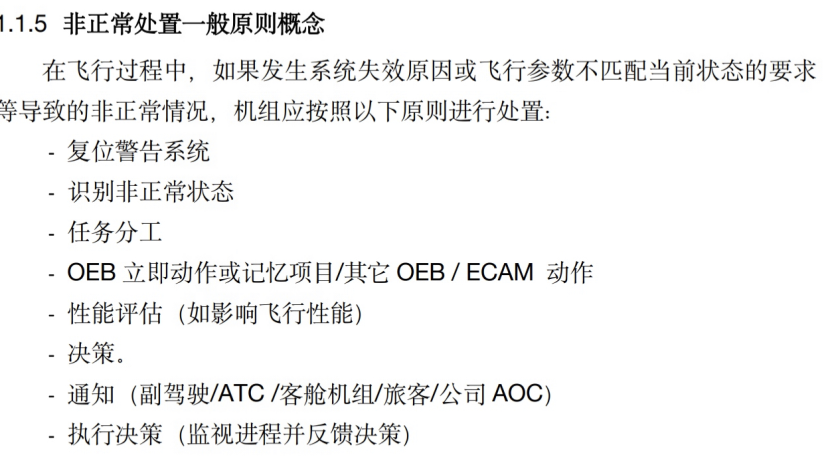 1.1.5 非正常处置一般原则概念
在飞行过程中，如果发生系统失效原因或飞行参数不匹配当前状态的要求
等导致的非正常情况，机组应按照以下原则进行处置：
- 复位警告系统
- 识别非正常状态
- 任务分工
- OEB 立即动作或记忆项目/其它 OEB / ECAM 动作
- 性能评估（如影响飞行性能）
- 决策。
- 通知（副驾驶/ATC /客舱机组/旅客/公司 AOC）
- 执行决策（监视进程并反馈决策）